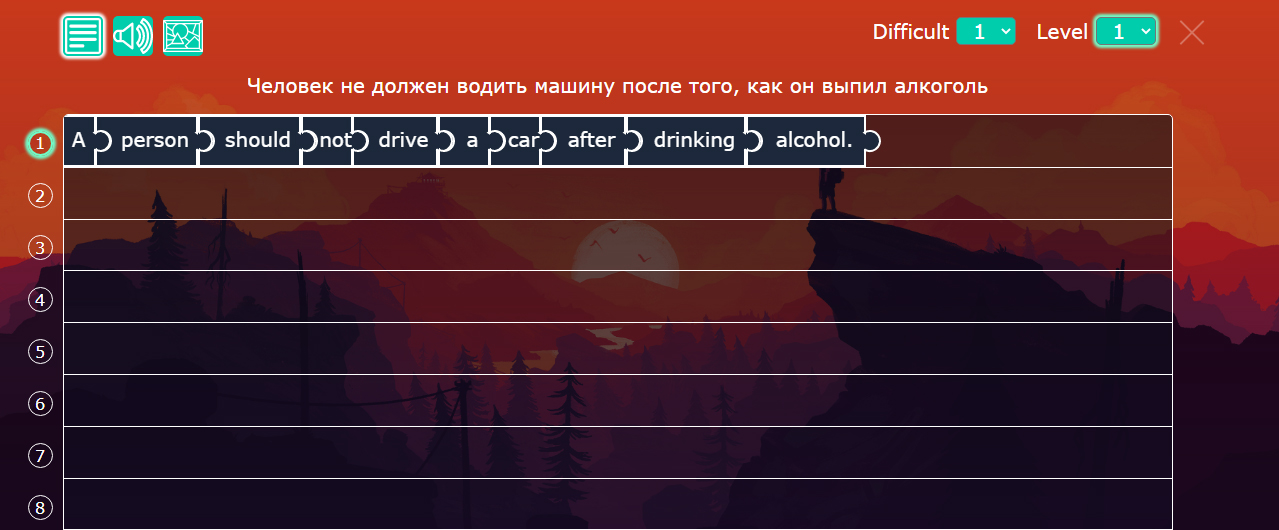 Difficult 1 Level 1
Человек не должен водить машину после того, как он выпил алкоголь
1 A person should not drive a car after drinking alcohol.
2
3
4
5
6
7
8